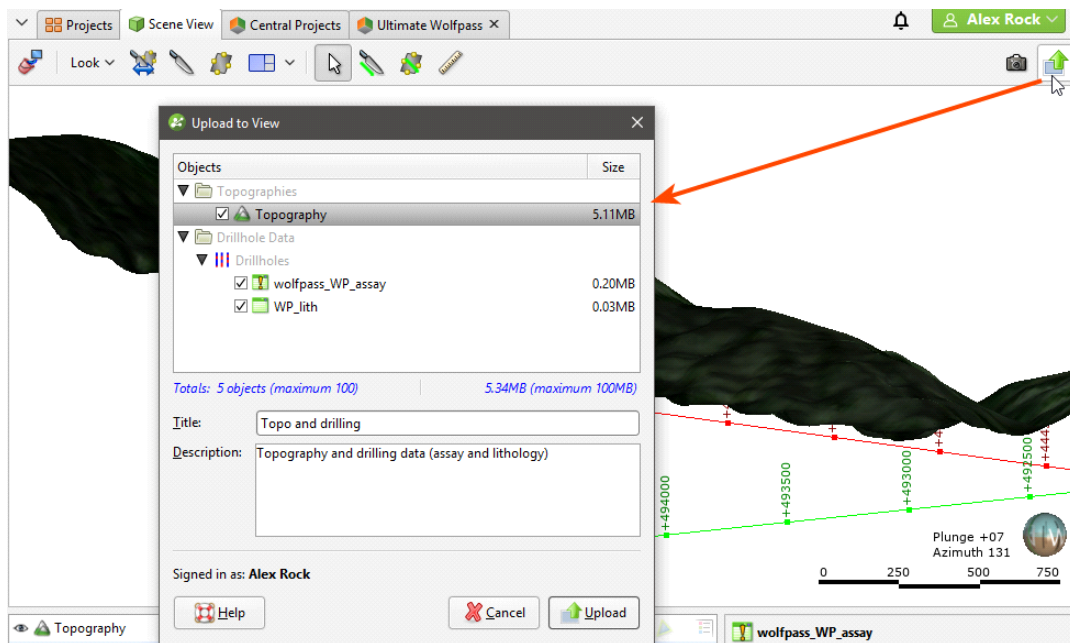 Projects
Scene View
Central Projects
Ultimate Wolfpass
Alex Rock
Look
Upload to View
Objects
Size
Topographies
Topography
5.11MB
Drillhole Data
Drillholes
wolfpass_WP_assay
0.20MB
WP_lith
0.03MB
Totals: 5 objects (maximum 100)
5.34MB (maximum 100MB)
Title:
Topo and drilling
Description:
Topography and drilling data (assay and lithology)
Signed in as: Alex Rock
Help
Cancel
Upload
+494000
+493500
+493000
+492500
Plunge +07
Azimuth 131
0
250
500
750
Topography
wolfpass_WP_assay